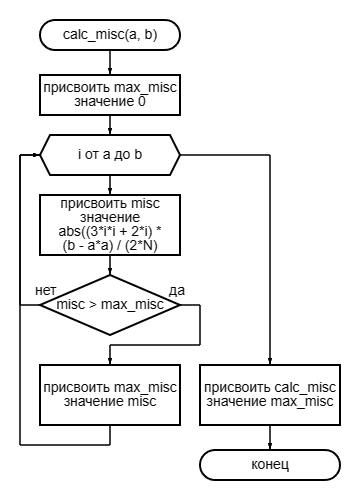 calc_misc(a, b)
присвоить max_misc
значение 0
i от a до b
присвоить misc
значение
abs((3*i*i + 2*i) *
(b - a*a) / (2*N)
нет
да
misc > max_misc
присвоить max_misc
значение misc
присвоить calc_misc
значение max_misc
конец